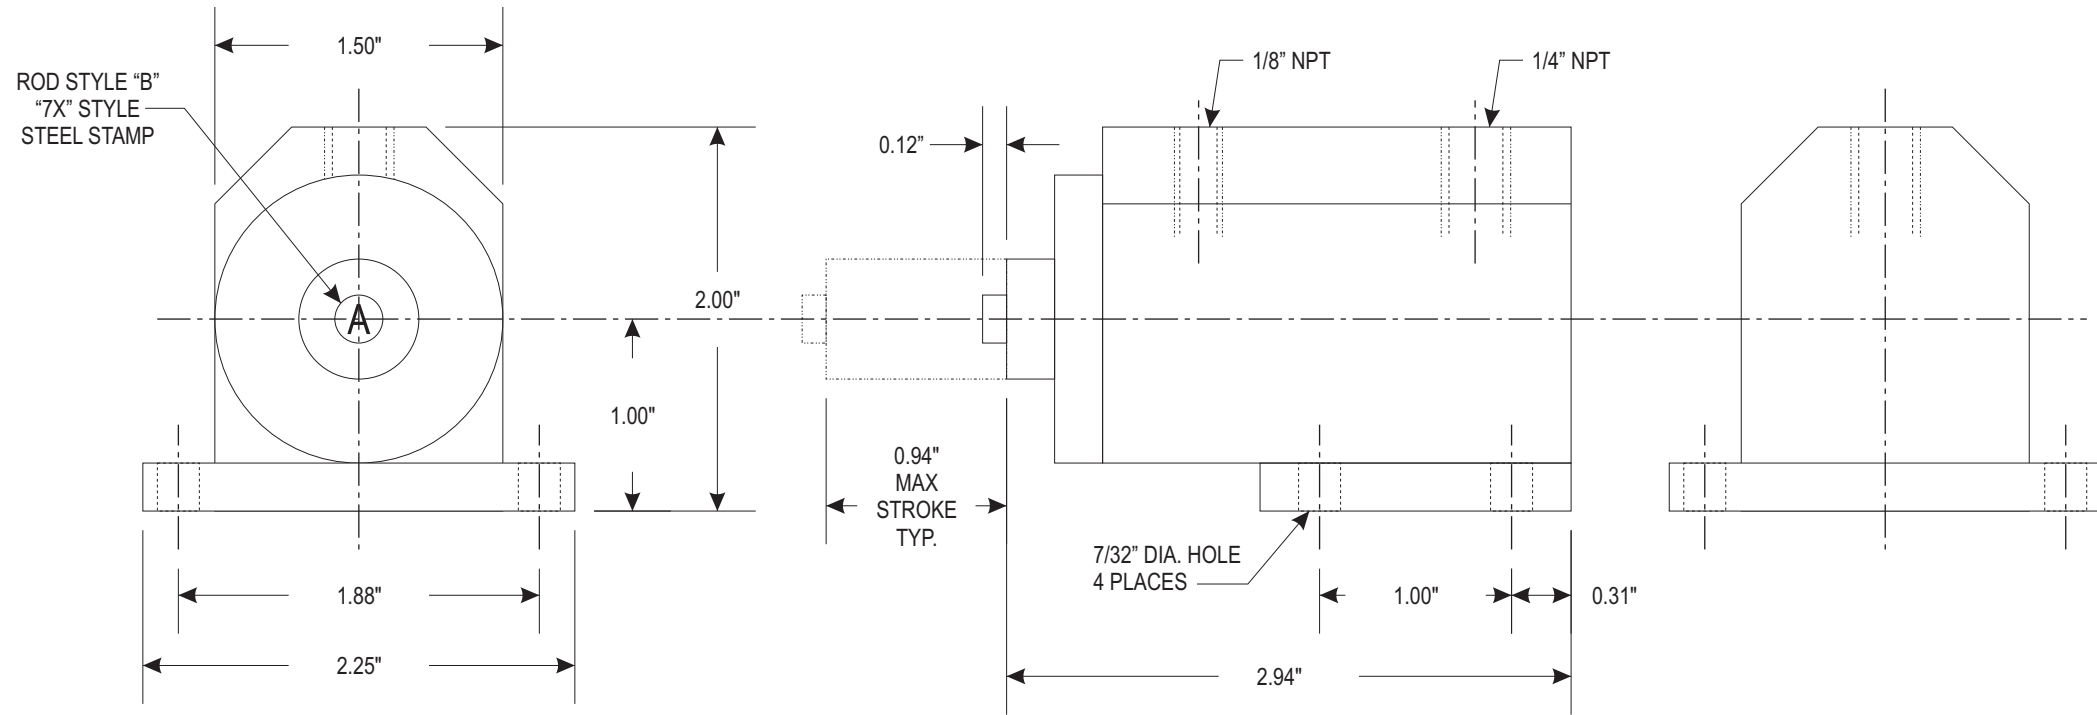 1.50"
ROD STYLE “B”
“7X” STYLE
STEEL STAMP
A
2.00"
1.00"
1.88"
2.25"
0.12”
1/8” NPT
1/4” NPT
0.94"
MAX
STROKE
TYP.
7/32” DIA. HOLE
4 PLACES
1.00"
0.31"
2.94"